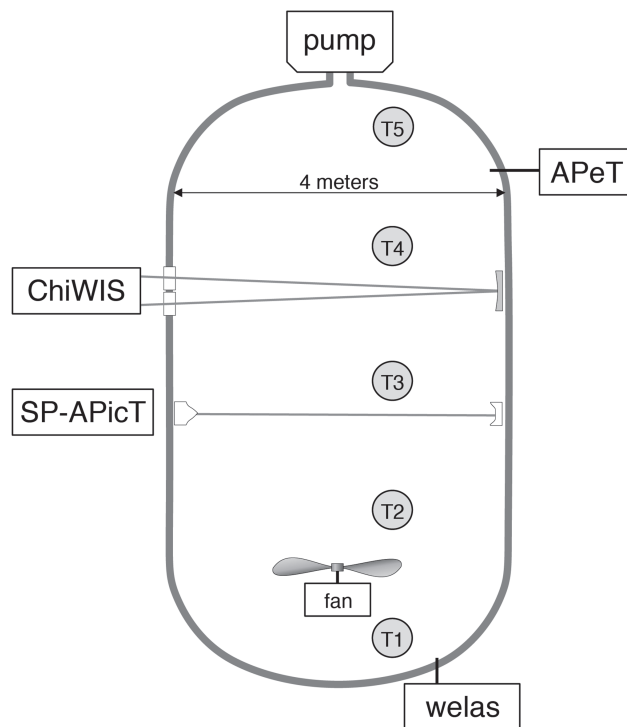 pump
T5
APeT
4 meters
T4
ChiWIS
T3
SP-APicT
T2
fan
T1
welas